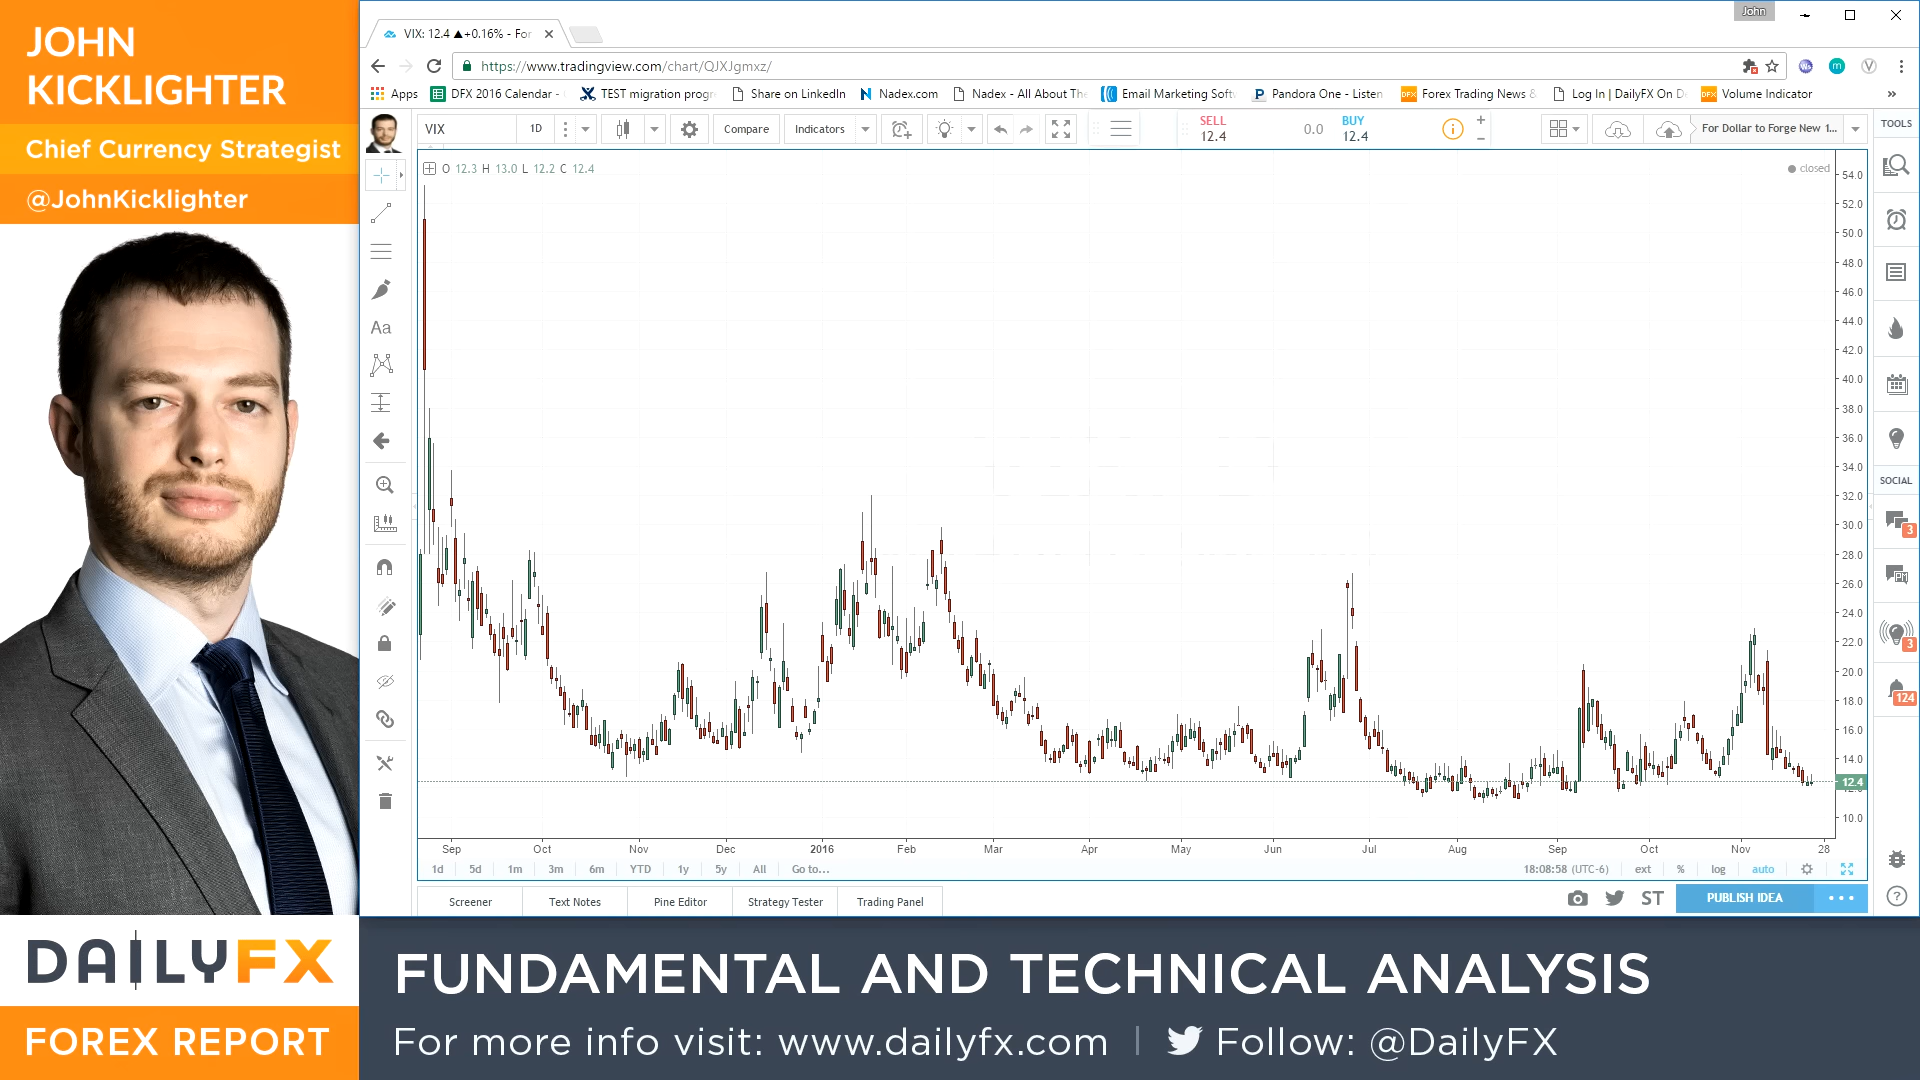 JOHN
KICKLIGHTER
Chief Currency Strategist
@JohnKicklighter
DAILYFX
FOREX REPORT
John
VIX: 12.4 ▲+0.16% - For
https://www.tradingview.com/chart/QJXJgmxz/
Apps
DFX 2016 Calendar -
TEST migration progr
Share on LinkedIn
Nadex.com
Nadex - All About The
Email Marketing Softw
Pandora One - Listen
Forex Trading News &
Log In | DailyFX On De
Volume Indicator
»
VIX
1D
Compare
Indicators
SELL
12.4
0.0
BUY
12.4
For Dollar to Forge New 1...
TOOLS
O 12.3 H 13.0 L 12.2 C 12.4
closed
Aa
54.0
52.0
50.0
48.0
46.0
44.0
42.0
40.0
38.0
36.0
34.0
32.0
30.0
28.0
26.0
24.0
22.0
20.0
18.0
16.0
14.0
12.4
10.0
SOCIAL
3
3
124
Sep Oct Nov Dec 2016 Feb Mar Apr May Jun Jul Aug Sep Oct Nov 28
1d 5d 1m 3m 6m YTD 1y 5y All Go to...
18:08:58 (UTC-6) ext % log auto
Screener
Text Notes
Pine Editor
Strategy Tester
Trading Panel
ST
PUBLISH IDEA
FUNDAMENTAL AND TECHNICAL ANALYSIS
For more info visit: www.dailyfx.com | Follow: @DailyFX